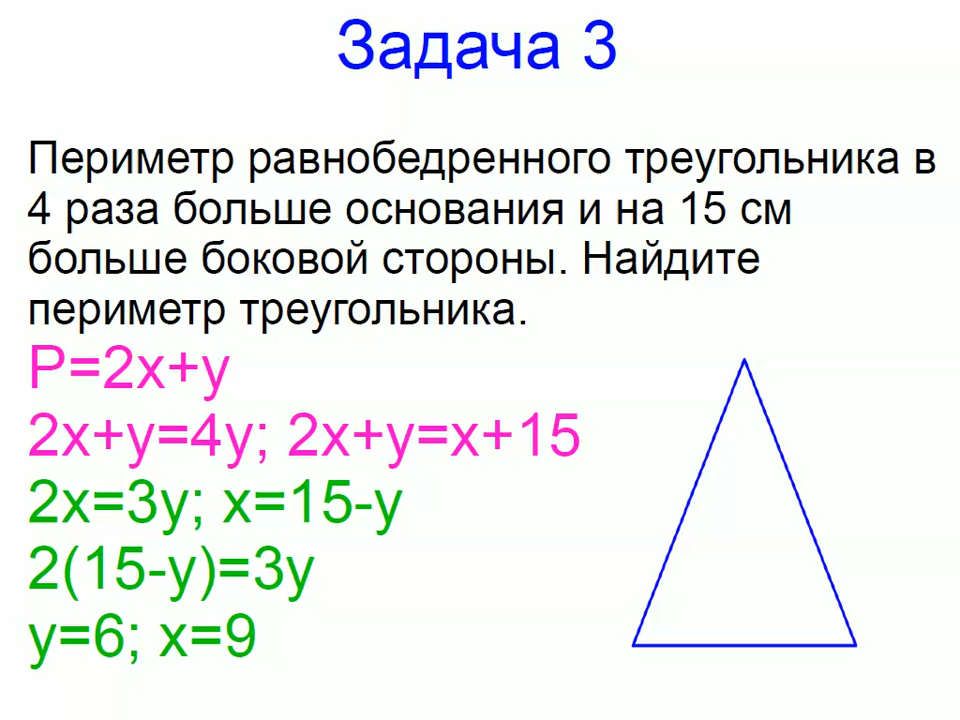 Задача 3
Периметр равнобедренного треугольника в
4 раза больше основания и на 15 см
больше боковой стороны. Найдите
периметр треугольника.
P=2x+y
2x+y=4y; 2x+y=x+15
2x=3y; x=15-y
2(15-y)=3y
y=6; x=9